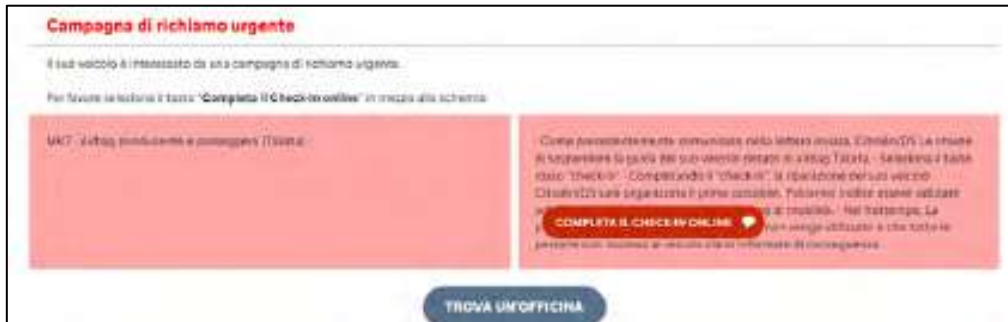 Campagna di richiamo urgente
Il suo veicolo è interessato da una campagna di richiamo urgente.
Per favore seleziona il tasto "Completa il Check-in online" in mezzo allo schermo
airbag conducente e passeggero (Takata)
Come precedentemente comunicato nella lettera inviata, Citroën/DS La chiede
di sospendere la guida del suo veicolo dotato di airbag Takata. - Seleziona il tasto
rosso "check-in" - Completando il "check-in", la riparazione del suo veicolo
Citroën/DS sarà organizzata il prima possibile. Potranno inoltre essere valutate
di mobilità. - Nel frattempo, La
COMPLETA IL CHECK-IN ONLINE
non venga utilizzato e che tutte le
persone con accesso al veicolo siano informate di conseguenza
TROVA UN'OFFICINA